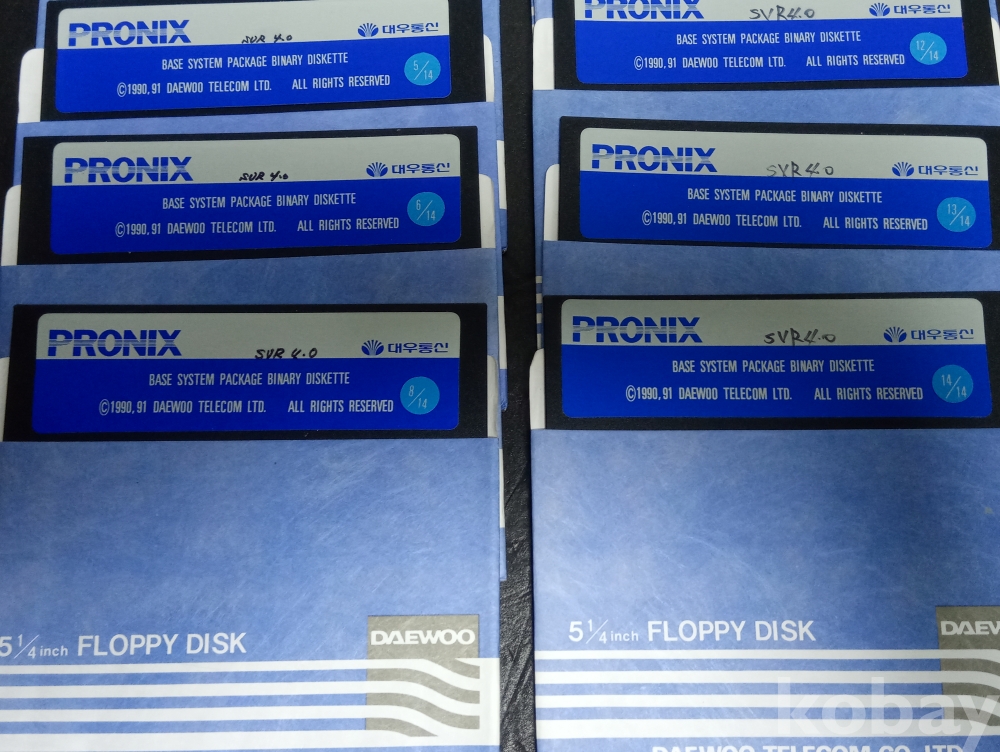 PRONIX SVR 4.0 대우통신
BASE SYSTEM PACKAGE BINARY DISKETTE
5/14
©1990, 91 DAEWOO TELECOM LTD. ALL RIGHTS RESERVED
PRONIX SVR 4.0 대우통신
BASE SYSTEM PACKAGE BINARY DISKETTE
6/14
©1990, 91 DAEWOO TELECOM LTD. ALL RIGHTS RESERVED
PRONIX SVR 4.0 대우통신
BASE SYSTEM PACKAGE BINARY DISKETTE
8/14
©1990, 91 DAEWOO TELECOM LTD. ALL RIGHTS RESERVED
5 1/4 inch FLOPPY DISK
DAEWOO
PRONIX SVR4.0 대우통신
BASE SYSTEM PACKAGE BINARY DISKETTE
12/14
©1990, 91 DAEWOO TELECOM LTD. ALL RIGHTS RESERVED
PRONIX SVR4.0 대우통신
BASE SYSTEM PACKAGE BINARY DISKETTE
13/14
©1990, 91 DAEWOO TELECOM LTD. ALL RIGHTS RESERVED
PRONIX SVR4.0 대우통신
BASE SYSTEM PACKAGE BINARY DISKETTE
14/14
©1990, 91 DAEWOO TELECOM LTD. ALL RIGHTS RESERVED
5 1/4 inch FLOPPY DISK
DAEW
kobay
DAEWOO TELECOM CO., LTD.